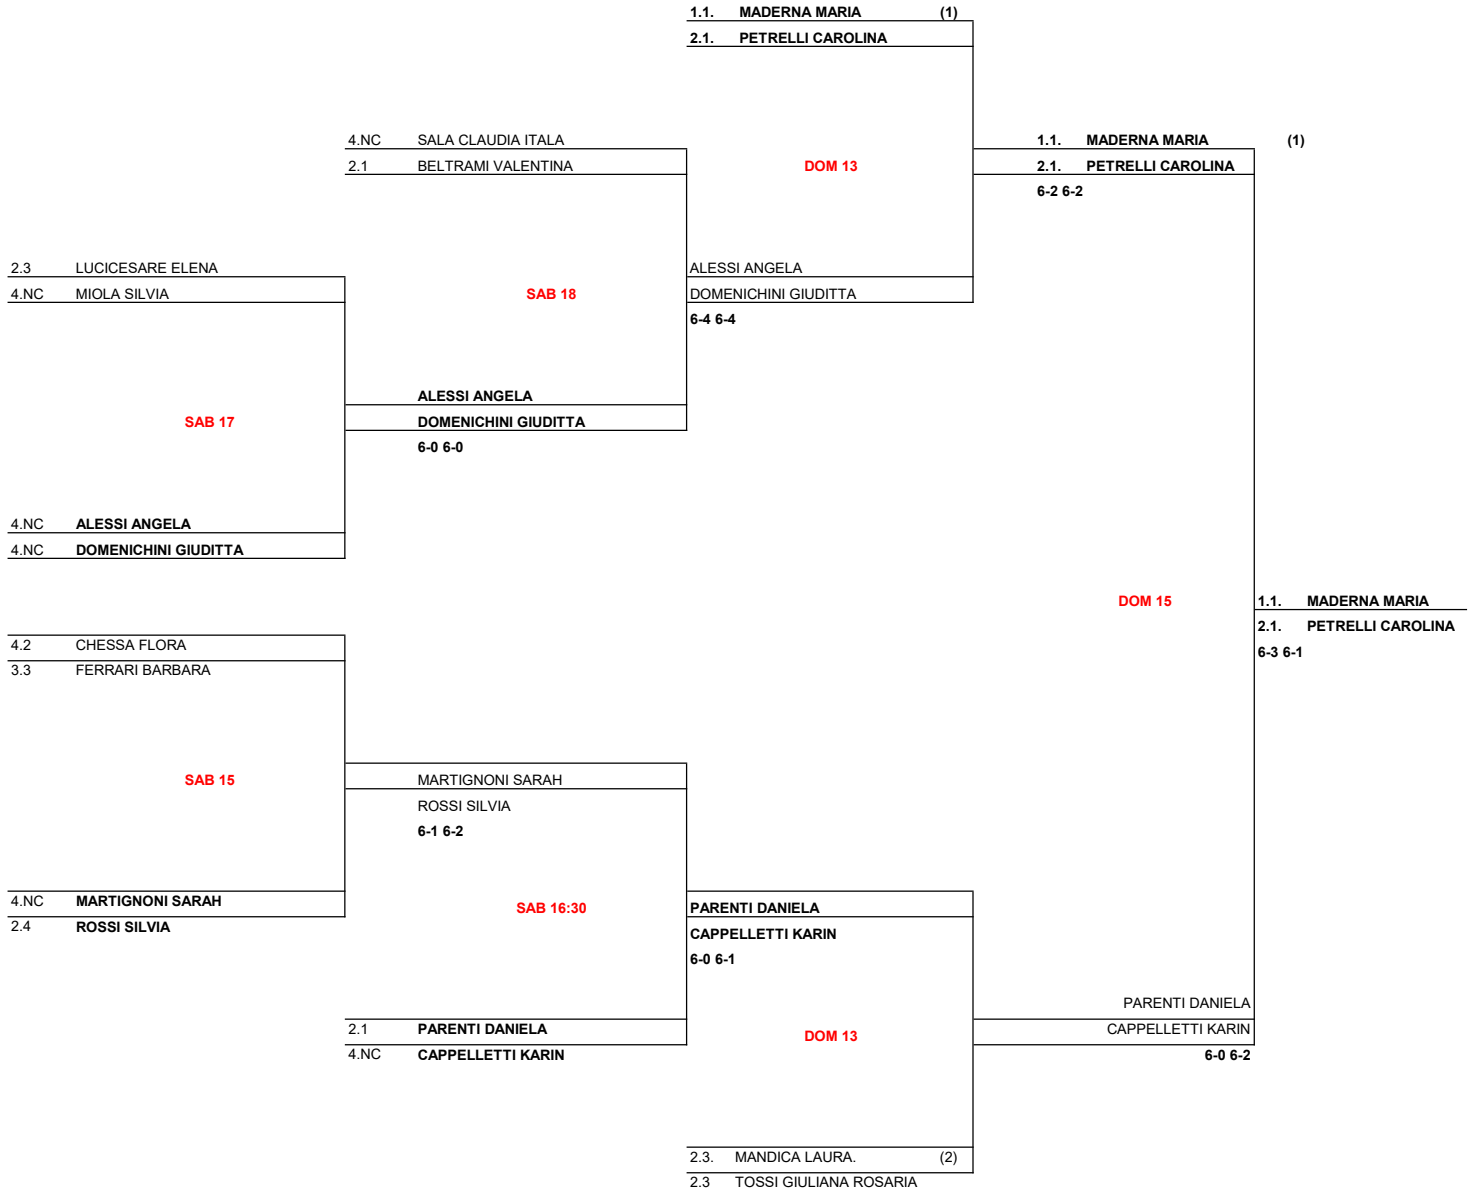 1.1. MADERNA MARIA (1)
2.1. PETRELLI CAROLINA
4.NC SALA CLAUDIA ITALA
1.1. MADERNA MARIA (1)
2.1 BELTRAMI VALENTINA
DOM 13
2.1. PETRELLI CAROLINA
6-2 6-2
2.3 LUCICESARE ELENA
ALESSI ANGELA
4.NC MIOLA SILVIA
SAB 18
DOMENICHINI GIUDITTA
6-4 6-4
ALESSI ANGELA
SAB 17
DOMENICHINI GIUDITTA
6-0 6-0
4.NC ALESSI ANGELA
4.NC DOMENICHINI GIUDITTA
DOM 15
1.1. MADERNA MARIA
2.1. PETRELLI CAROLINA
4.2 CHESSA FLORA
6-3 6-1
3.3 FERRARI BARBARA
SAB 15
MARTIGNONI SARAH
ROSSI SILVIA
6-1 6-2
4.NC MARTIGNONI SARAH
SAB 16:30
PARENTI DANIELA
2.4 ROSSI SILVIA
CAPPELLETTI KARIN
6-0 6-1
PARENTI DANIELA
2.1 PARENTI DANIELA
DOM 13
CAPPELLETTI KARIN
4.NC CAPPELLETTI KARIN
6-0 6-2
2.3. MANDICA LAURA. (2)
2.3 TOSSI GIULIANA ROSARIA